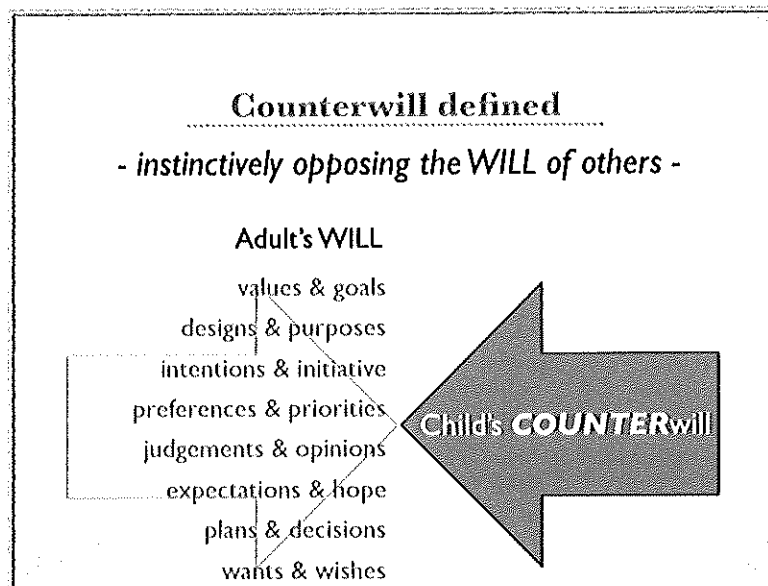 Counterwill defined
- instinctively opposing the WILL of others -
Adult's WILL
values & goals
designs & purposes
intentions & initiative
preferences & priorities
judgements & opinions
expectations & hope
plans & decisions
wants & wishes
Child's COUNTERwill